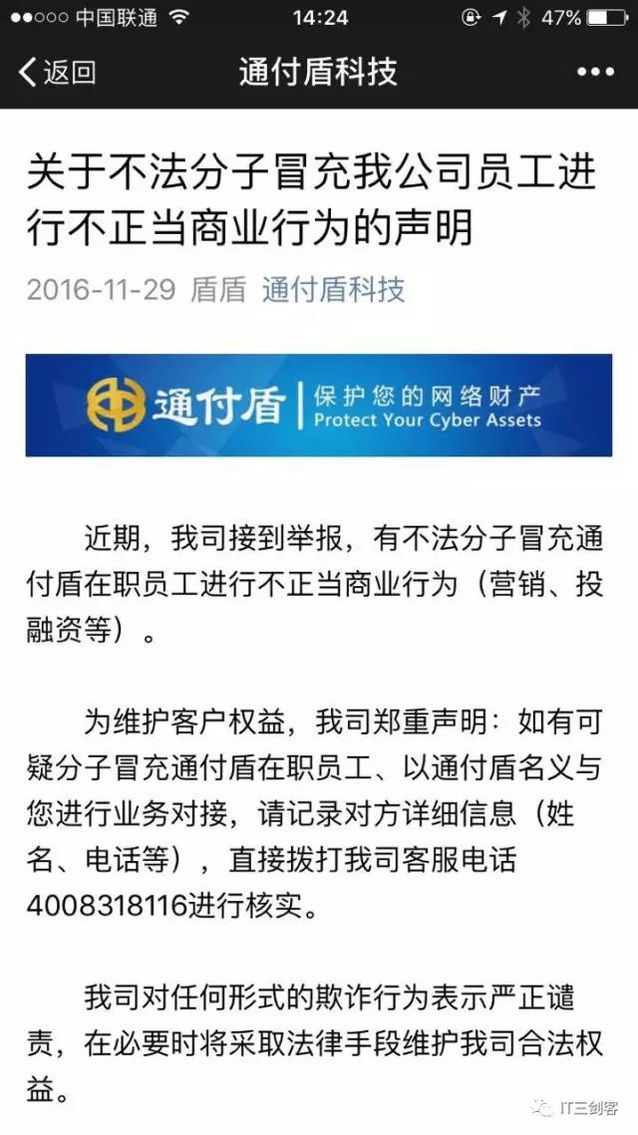 中国联通 14:24 47%
返回 通付盾科技
关于不法分子冒充我公司员工进
行不正当商业行为的声明
2016-11-29 盾盾 通付盾科技
通付盾 保护您的网络财产
Protect Your Cyber Assets
近期，我司接到举报，有不法分子冒充通
付盾在职员工进行不正当商业行为（营销、投
融资等）。
为维护客户权益，我司郑重声明：如有可
疑分子冒充通付盾在职员工、以通付盾名义与
您进行业务对接，请记录对方详细信息（姓
名、电话等），直接拨打我司客服电话
4008318116进行核实。
我司对任何形式的欺诈行为表示严正谴
责，在必要时将采取法律手段维护我司合法权
益。
IT三剑客